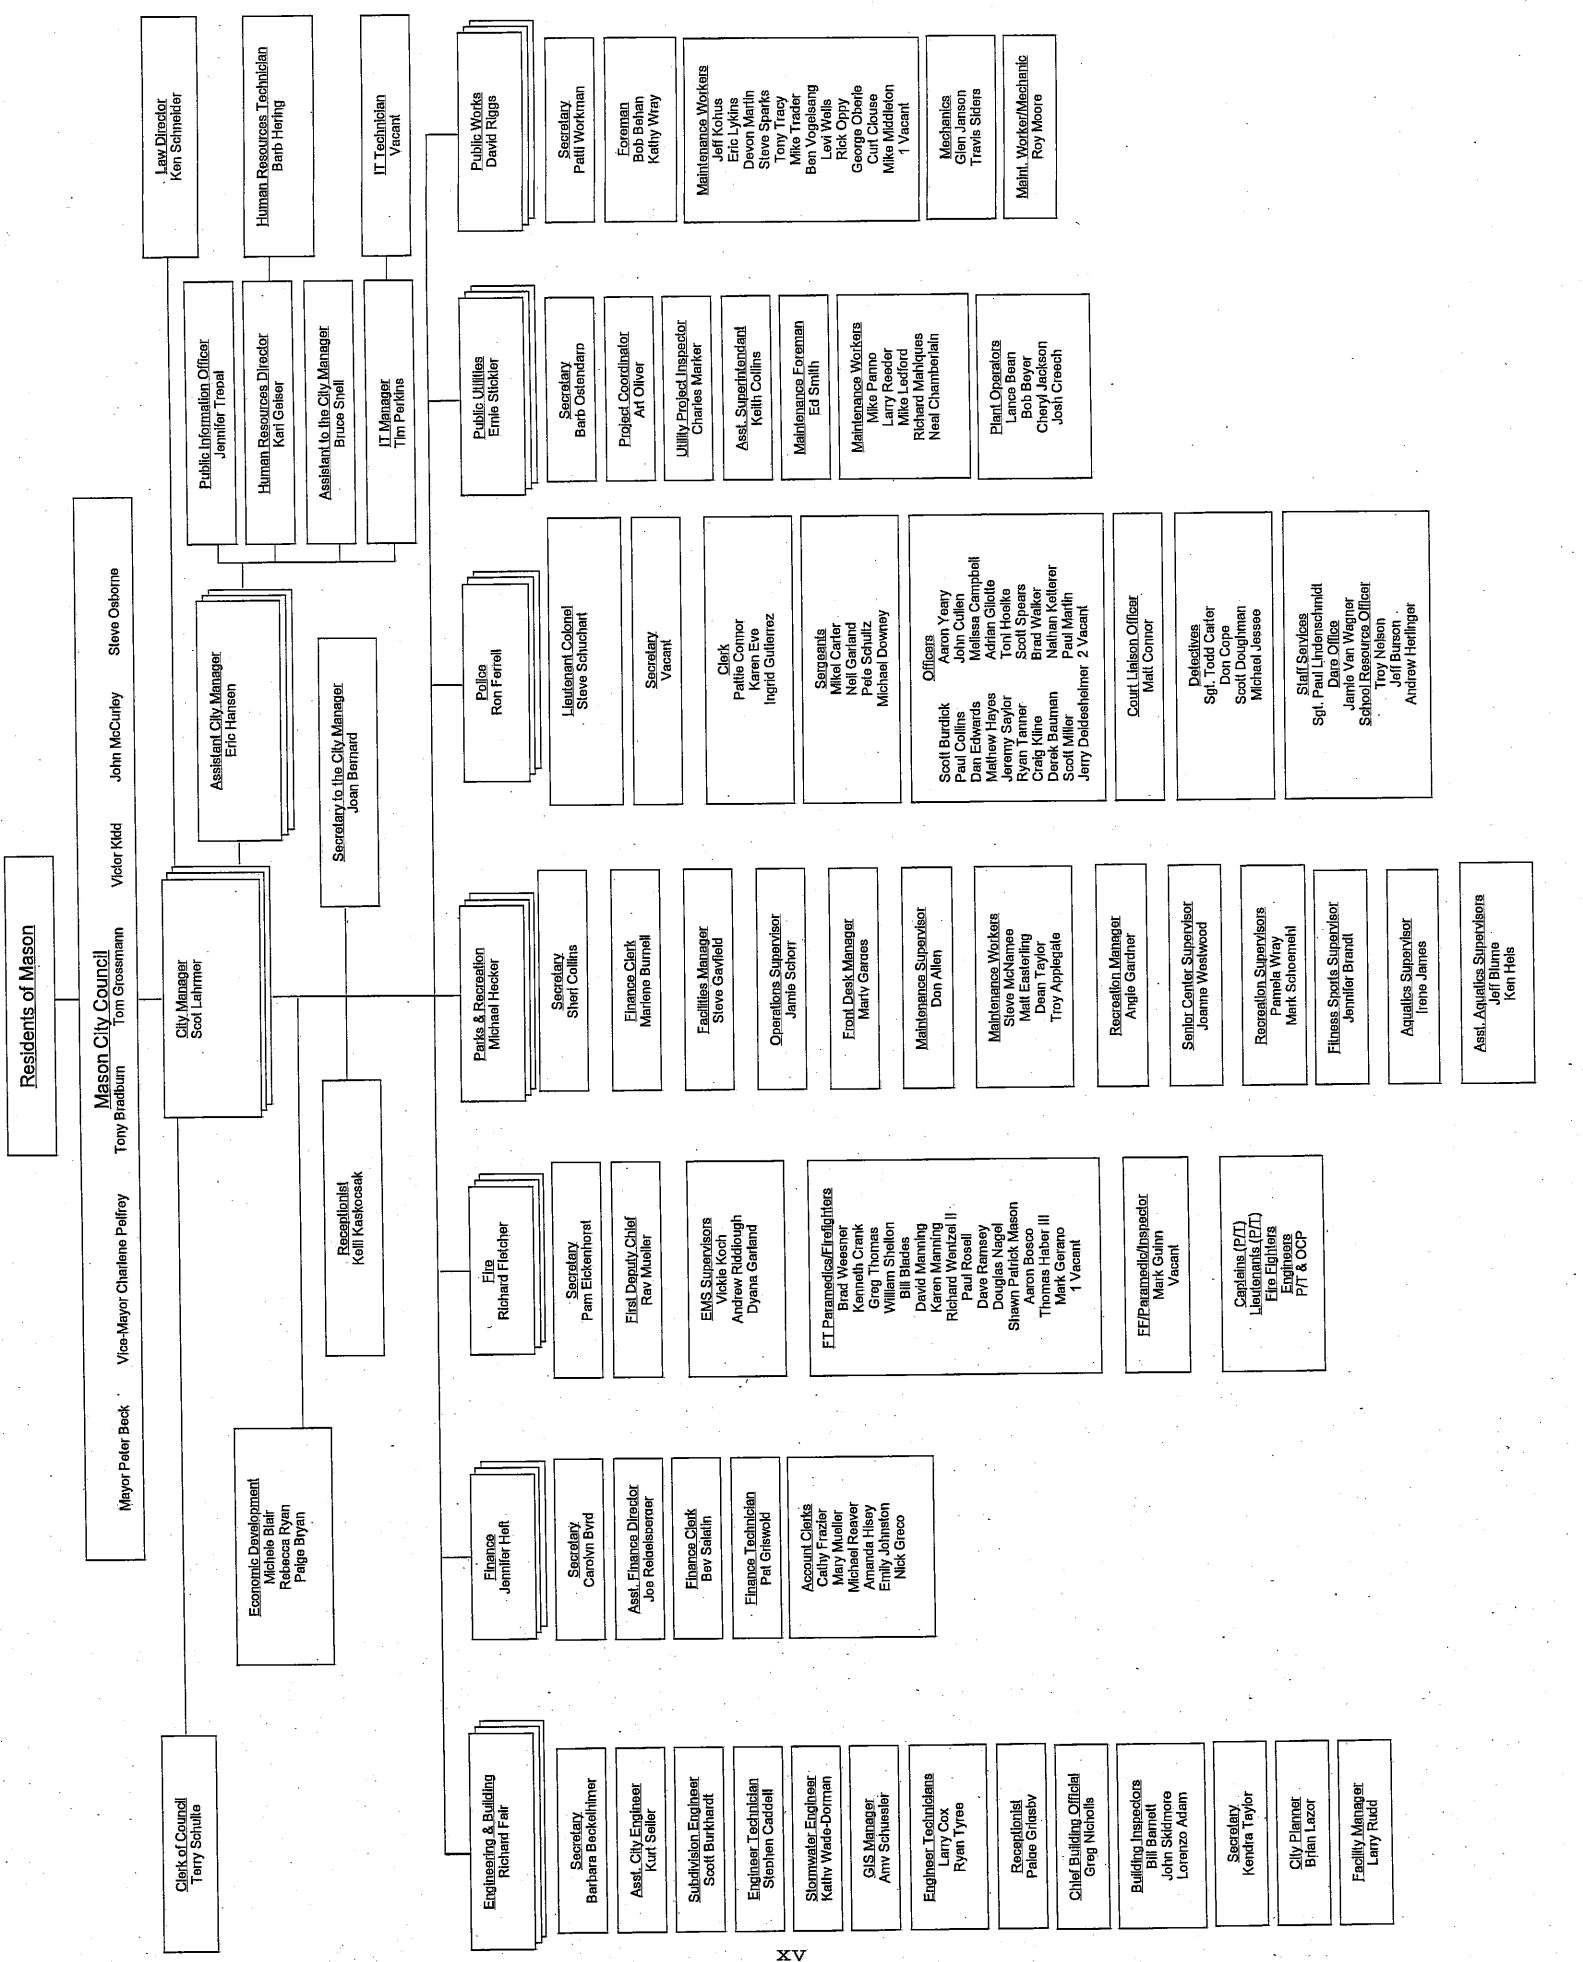 Residents of Mason
Mason City Council
Mayor Peter Beck Vice-Mayor Charlene Pelfrey Tony Bradburn Tom Grossmann Victor Kidd John McCurley Steve Osborne
Clerk of Council
Terry Schulte
City Manager
Scot Lahrmer
Law Director
Ken Schneider
Assistant City Manager
Eric Hansen
Public Information Officer
Jennifer Trepal
Human Resources Director
Karl Geiser
Human Resources Technician
Barb Hering
Assistant to the City Manager
Bruce Snell
IT Manager
Tim Perkins
IT Technician
Vacant
Economic Development
Michele Blair
Rebecca Ryan
Paige Bryan
Receptionist
Kelli Kaskocsak
Secretary to the City Manager
Joan Bernard
Engineering & Building
Richard Fair
Secretary
Barbara Beckelhimer
Asst. City Engineer
Kurt Seiler
Subdivision Engineer
Scott Burkhardt
Engineer Technician
Stephen Caddell
Stormwater Engineer
Kathy Wade-Dorman
GIS Manager
Amy Schuesler
Engineer Technicians
Larry Cox
Ryan Tyree
Receptionist
Paige Grigsby
Chief Building Official
Greg Nicholls
Building Inspectors
Bill Barnett
John Skidmore
Lorenzo Adam
Secretary
Kendra Taylor
City Planner
Brian Lazor
Facility Manager
Larry Rudd
Finance
Jennifer Heft
Secretary
Carolyn Byrd
Asst. Finance Director
Joe Reigelsperger
Finance Clerk
Bev Salatin
Finance Technician
Pat Griswold
Account Clerks
Cathy Frazier
Mary Mueller
Michael Reaver
Amanda Hisey
Emily Johnston
Nick Greco
Fire
Richard Fletcher
Secretary
Pam Eickenhorst
First Deputy Chief
Ray Mueller
EMS Supervisors
Vickie Koch
Andrew Riddiough
Dyana Garland
FT Paramedics/Firefighters
Brad Weesner
Kenneth Crank
Greg Thomas
William Shelton
Bill Blades
David Manning
Karen Manning
Richard Wentzel II
Paul Rosell
Dave Ramsey
Douglas Nagel
Shawn Patrick Mason
Aaron Bosco
Thomas Haber III
Mark Gerano
1 Vacant
FF/Paramedic/Inspector
Mark Guinn
Vacant
Captains (P/T)
Lieutenants (P/T)
Fire Fighters
Engineers
P/T & OCP
Parks & Recreation
Michael Hecker
Secretary
Sheri Collins
Finance Clerk
Marlene Burnell
Facilities Manager
Steve Gayfield
Operations Supervisor
Jamie Schorr
Front Desk Manager
Marty Garges
Maintenance Supervisor
Don Allen
Maintenance Workers
Steve McNamee
Matt Easterling
Dean Taylor
Troy Applegate
Recreation Manager
Angie Gardner
Senior Center Supervisor
Joanne Westwood
Recreation Supervisors
Pamela Wray
Mark Schoemehl
Fitness Sports Supervisor
Jennifer Brandt
Aquatics Supervisor
Irene James
Asst. Aquatics Supervisors
Jeff Blume
Ken Heis
Police
Ron Ferrell
Lieutenant Colonel
Steve Schuchart
Secretary
Vacant
Clerk
Pattie Connor
Karen Eve
Ingrid Gutierrez
Sergeants
Mikel Carter
Neil Garland
Pete Schultz
Michael Downey
Officers
Scott Burdick Aaron Yeary
Paul Collins John Cullen
Dan Edwards Melissa Campbell
Mathew Hayes Adrian Gilotte
Jeremy Saylor Toni Hoelke
Ryan Tanner Scott Spears
Craig Kline Brad Walker
Derek Bauman Nathan Ketterer
Scott Miller Paul Martin
Jerry Deidesheimer 2 Vacant
Court Liaison Officer
Matt Connor
Detectives
Sgt. Todd Carter
Don Cope
Scott Doughman
Michael Jessee
Staff Services
Sgt. Paul Lindenschmidt
Dare Office
Jamie Van Wagner
School Resource Officer
Troy Nelson
Jeff Burson
Andrew Herlinger
Public Utilities
Ernie Stickler
Secretary
Barb Ostendarp
Project Coordinator
Art Oliver
Utility Project Inspector
Charles Marker
Asst. Superintendant
Keith Collins
Maintenance Foreman
Ed Smith
Maintenance Workers
Mike Panno
Larry Reeder
Mike Ledford
Richard Mahiques
Neal Chamberlain
Plant Operators
Lance Bean
Bob Beyer
Cheryl Jackson
Josh Creech
Public Works
David Riggs
Secretary
Patti Workman
Foreman
Bob Behan
Kathy Wray
Maintenance Workers
Jeff Kohus
Eric Lykins
Devon Martin
Steve Sparks
Tony Tracy
Mike Trader
Ben Vogelsang
Levi Wells
Rick Oppy
George Oberle
Curt Clouse
Mike Middleton
1 Vacant
Mechanics
Glen Janson
Travis Siders
Maint. Worker/Mechanic
Roy Moore
xv